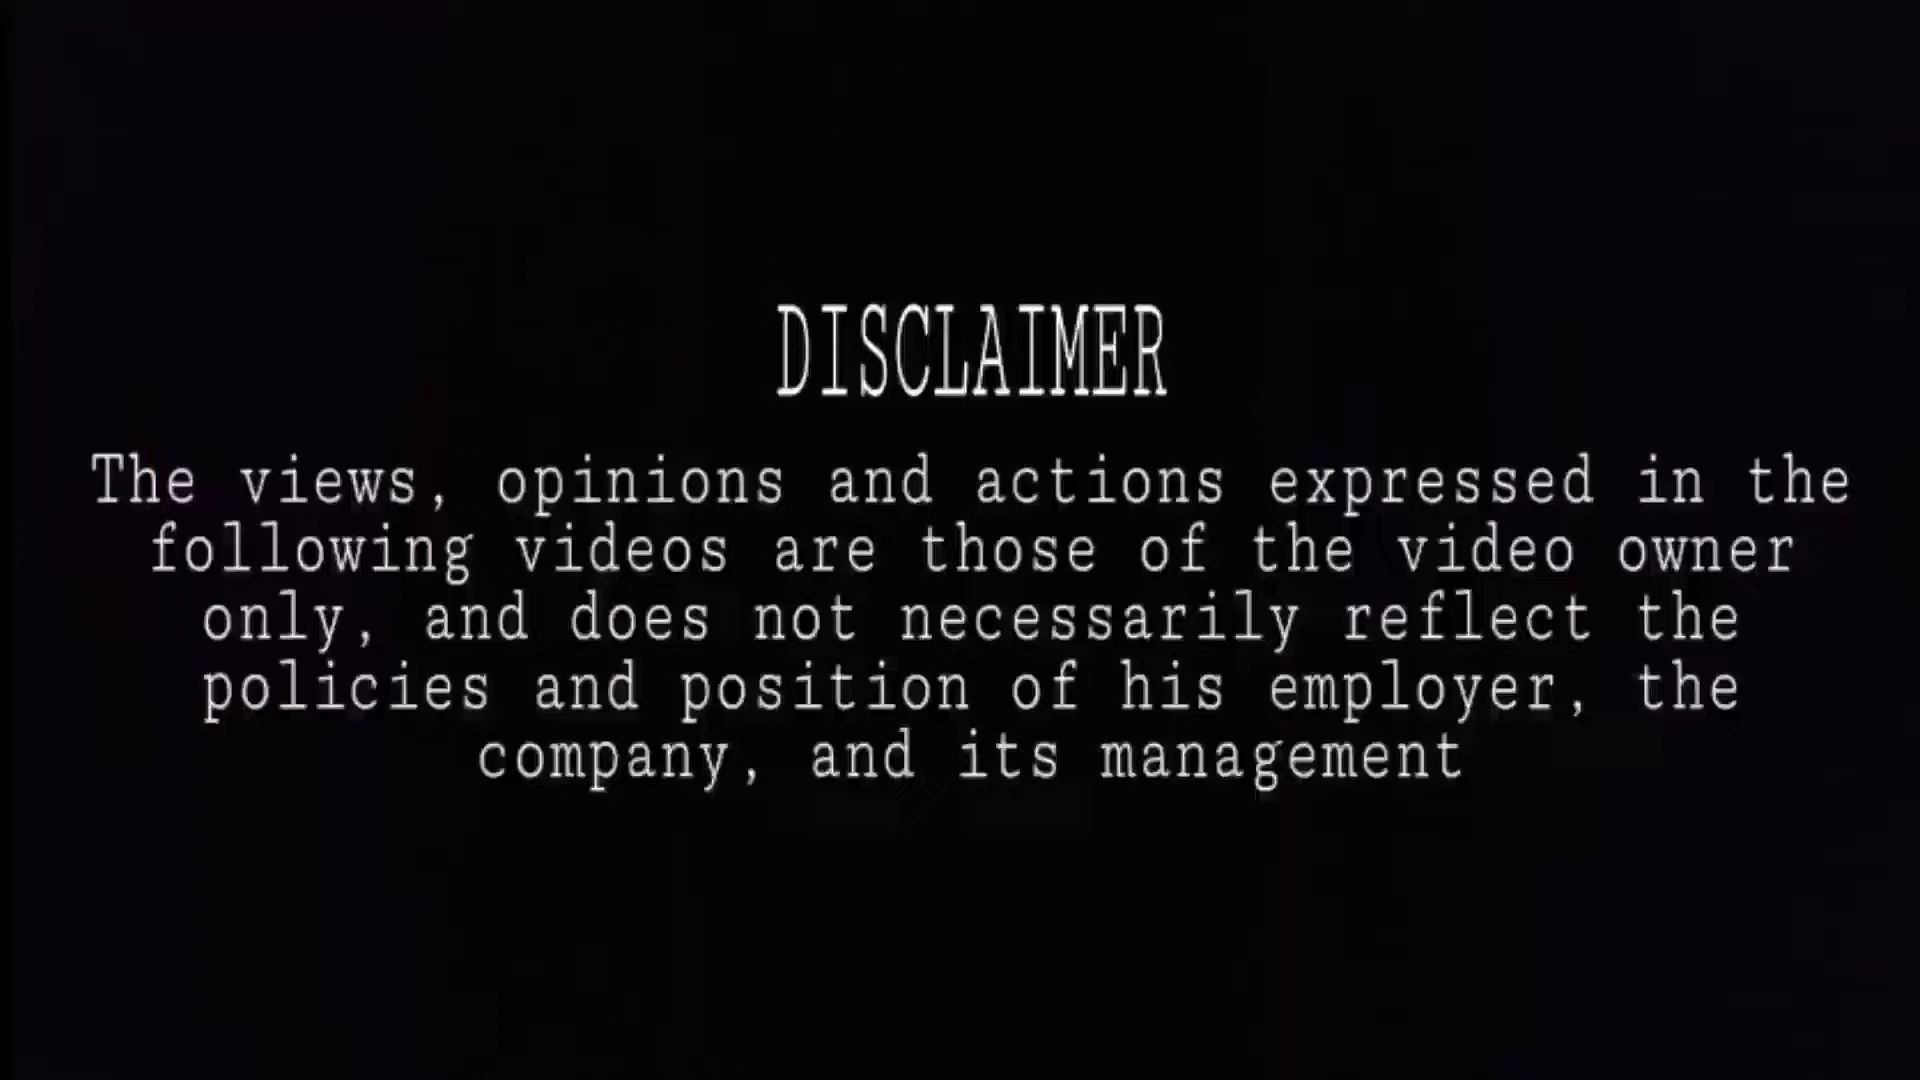 DISCLAIMER
The views, opinions and actions expressed in the
following videos are those of the video owner
only, and does not necessarily reflect the
policies and position of his employer, the
company, and its management